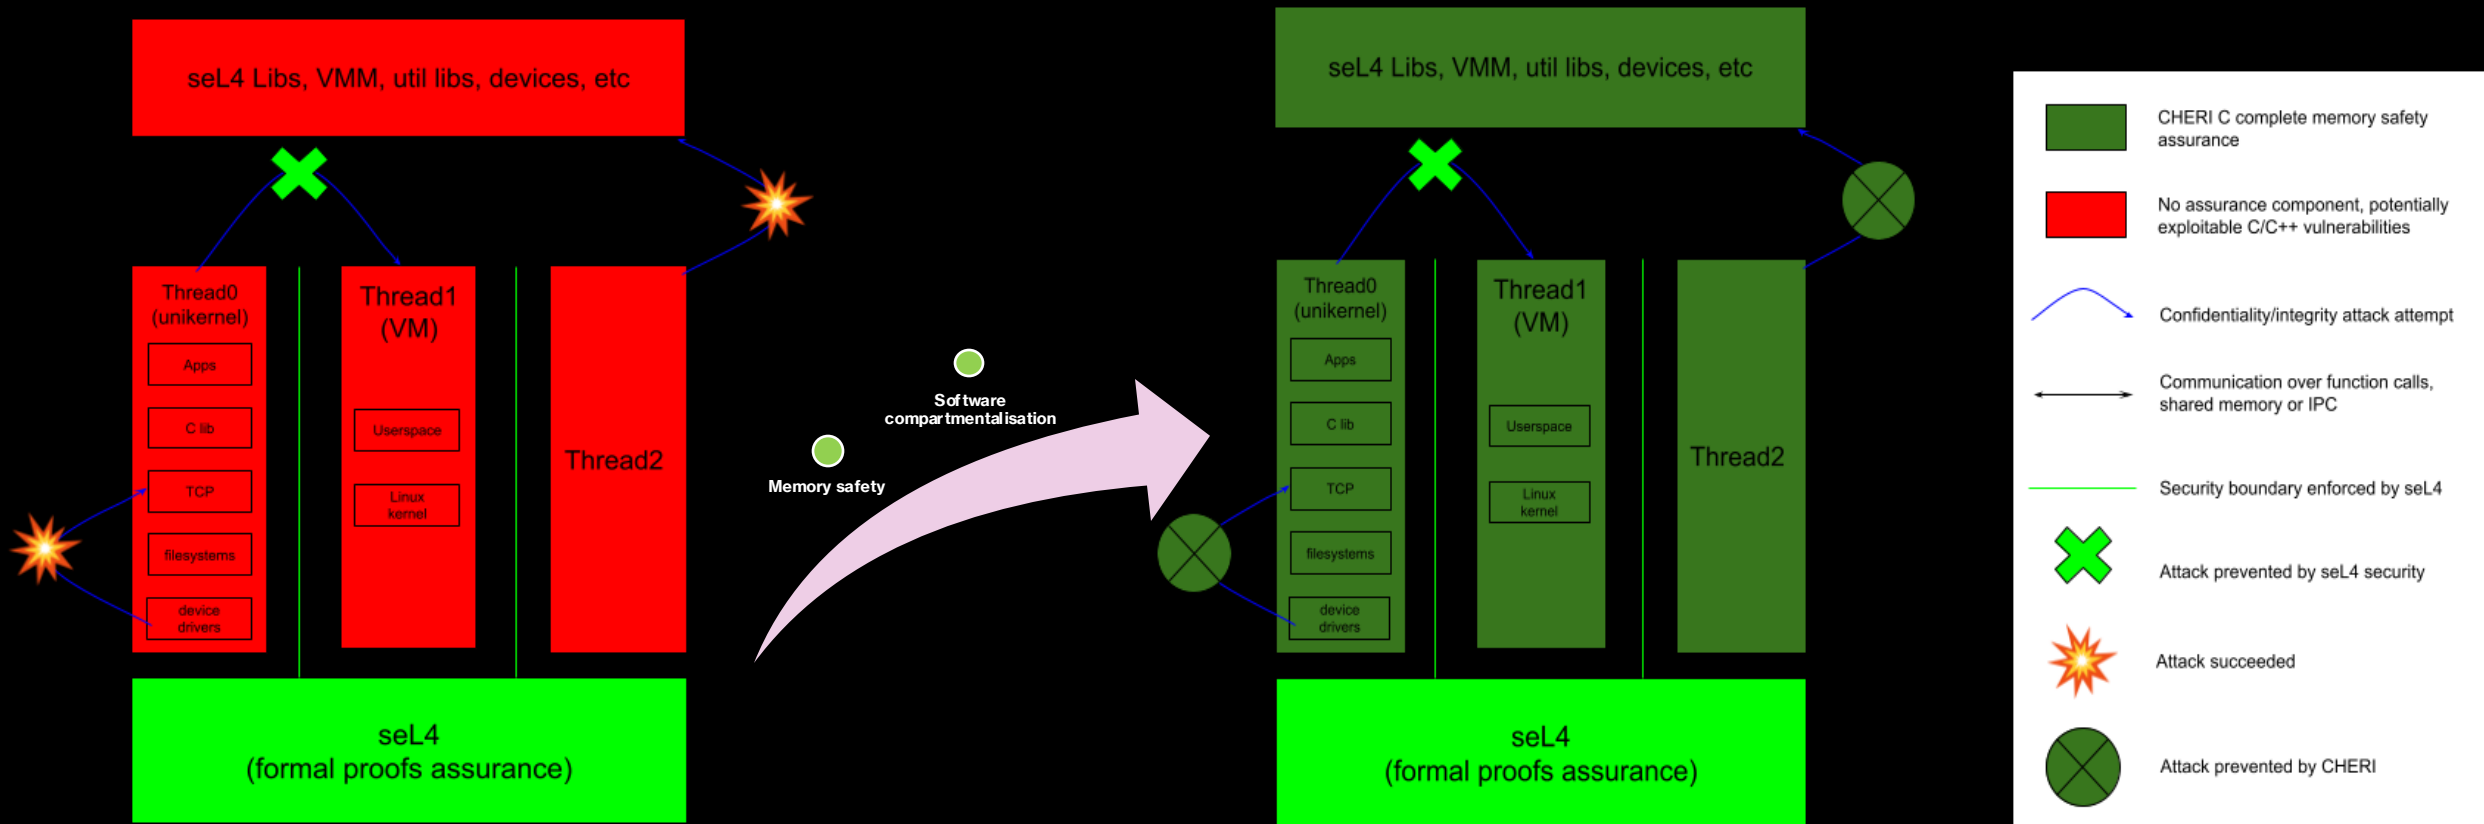 seL4 Libs, VMM, util libs, devices, etc
Thread0
(unikernel)
Apps
C lib
TCP
filesystems
device
drivers
Thread1
(VM)
Userspace
Linux
kernel
Thread2
seL4
(formal proofs assurance)
Memory safety
Software
compartmentalisation
seL4 Libs, VMM, util libs, devices, etc
Thread0
(unikernel)
Apps
C lib
TCP
filesystems
device
drivers
Thread1
(VM)
Userspace
Linux
kernel
Thread2
seL4
(formal proofs assurance)
CHERI C complete memory safety
assurance
No assurance component, potentially
exploitable C/C++ vulnerabilities
Confidentiality/integrity attack attempt
Communication over function calls,
shared memory or IPC
Security boundary enforced by seL4
Attack prevented by seL4 security
Attack succeeded
Attack prevented by CHERI